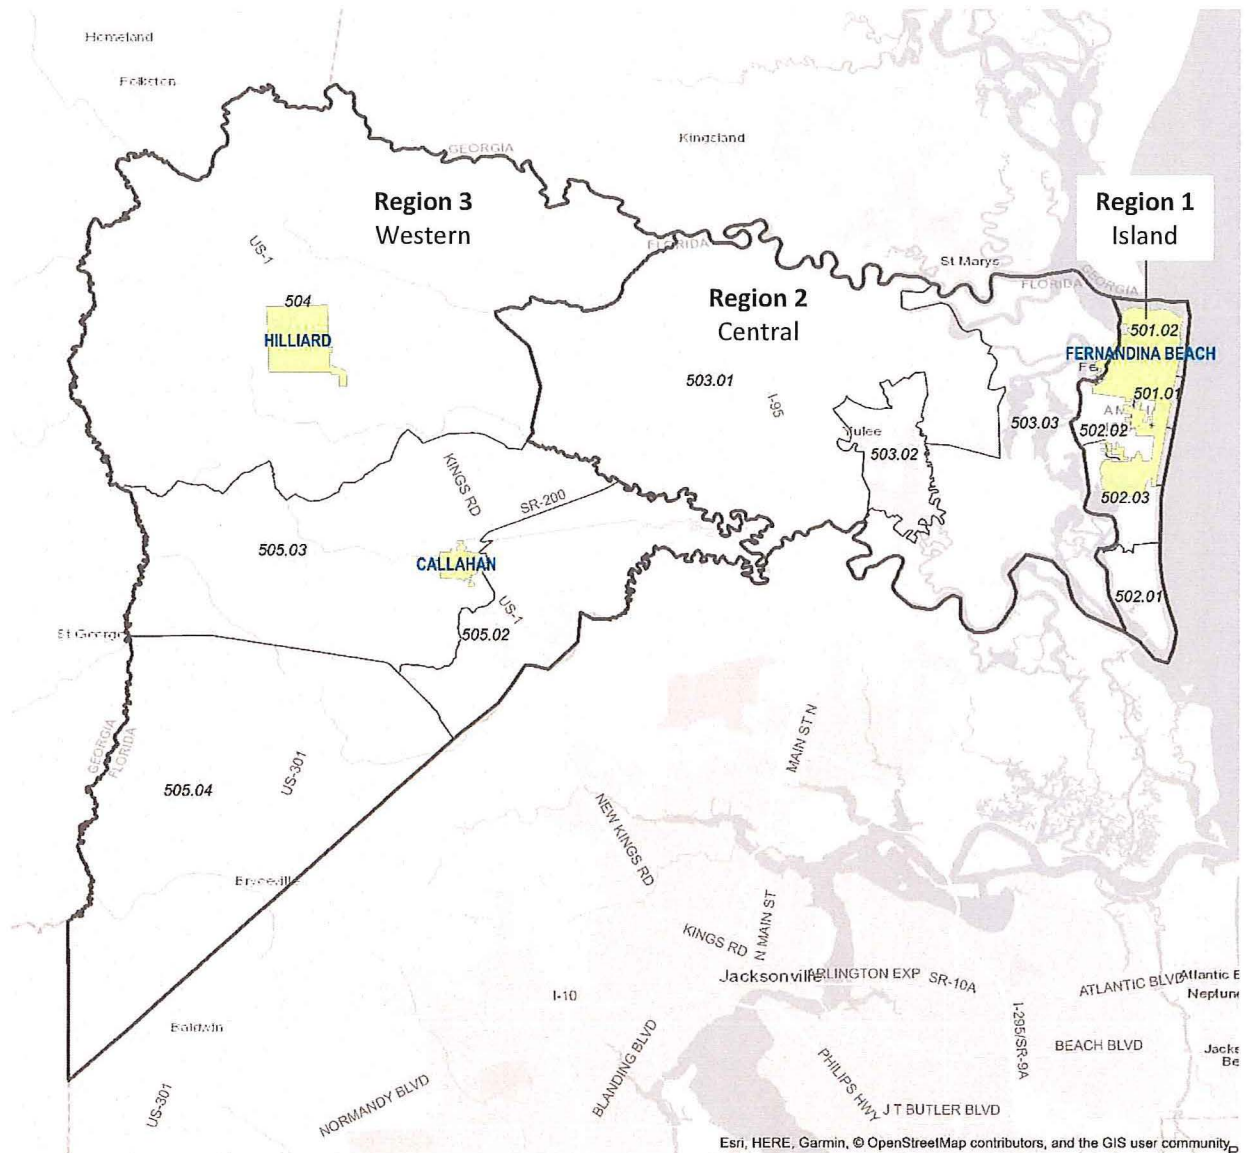 Homeland
Folkston
GEORGIA
Kingsland
Region 3
Western
Region 1
Island
US-1
FLORIDA
St Marys
FLORIDA
GEORGIA
504
HILLIARD
Region 2
Central
501.02
FERNANDINA BEACH
503.01
I-95
501.01
503.03
502.02
Yulee
503.02
KINGS RD
SR-200
502.03
505.03
CALLAHAN
US-1
502.01
505.02
St George
GEORGIA
FLORIDA
US-301
505.04
MAIN ST N
NEW KINGS RD
Bryceville
N MAIN ST
KINGS RD
Jacksonville
ARLINGTON EXP
SR-10A
ATLANTIC BLVD
Atlantic B
Neptune
I-10
Baldwin
I-295/SR-9A
BEACH BLVD
Jacks
Be
BLANDING BLVD
PHILIPS HWY
US-301
NORMANDY BLVD
J T BUTLER BLVD
Esri, HERE, Garmin, © OpenStreetMap contributors, and the GIS user community